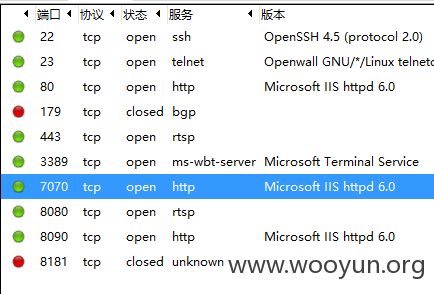 端口 协议 状态 服务 版本
22 tcp open ssh OpenSSH 4.5 (protocol 2.0)
23 tcp open telnet Openwall GNU/*/Linux telnetd
80 tcp open http Microsoft IIS httpd 6.0
179 tcp closed bgp
443 tcp open rtsp
3389 tcp open ms-wbt-server Microsoft Terminal Service
7070 tcp open http Microsoft IIS httpd 6.0
8080 tcp open rtsp
8090 tcp open http Microsoft IIS httpd 6.0
8181 tcp closed unknown
www.wooyun.org